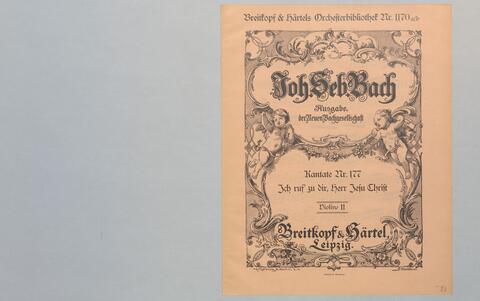 Breitkopf & Härtels Orchesterbibliothek Nr. 1170
Joh. Seb. Bach
Ausgabe
der Neuen Bachgesellschaft
Kantate Nr. 177
Ich ruf' zu dir, Herr Jesu Christ
Violino II
Breitkopf & Härtel,
Leipzig.